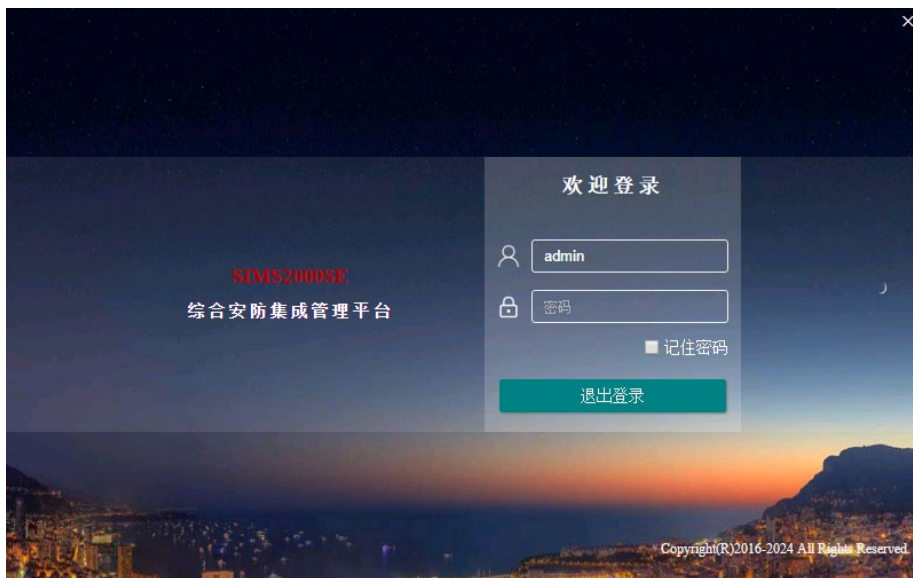 欢迎登录
admin
SIMS2000SE
综合安防集成管理平台
密码
记住密码
退出登录
Copyright(R)2016-2024 All Rights Reserved.